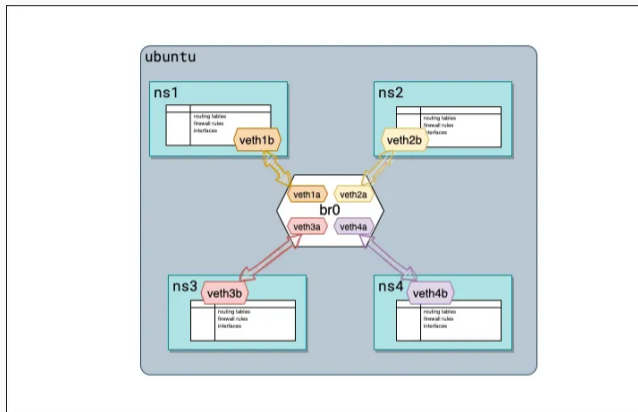 ubuntu
ns1
routing tables
firewall rules
interfaces
veth1b
ns2
routing tables
firewall rules
interfaces
veth2b
veth1a
veth2a
br0
veth3a
veth4a
ns3
veth3b
routing tables
firewall rules
interfaces
ns4
veth4b
routing tables
firewall rules
interfaces